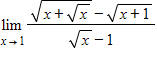 lim x→1 (√(x+√x) − √(x+1)) / (√x − 1)